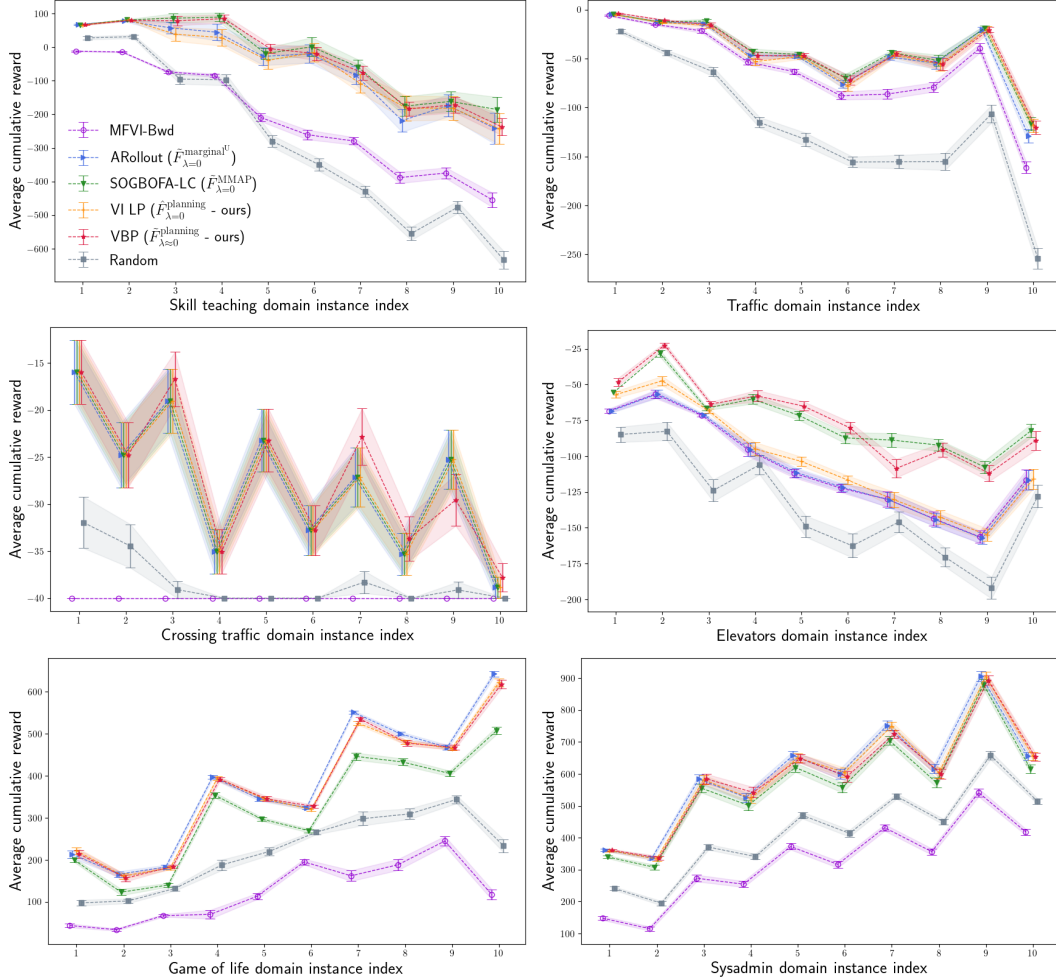 Average cumulative reward
100
0
−100
−200
−300
−400
−500
−600
MFVI-Bwd
ARollout (F̃^{marginal^U}_{λ=0})
SOGBOFA-LC (F̃^{MMAP}_{λ=0})
VI LP (F̂^{planning}_{λ=0} - ours)
VBP (F̃^{planning}_{λ≈0} - ours)
Random
1 2 3 4 5 6 7 8 9 10
Skill teaching domain instance index
Average cumulative reward
0
−50
−100
−150
−200
−250
1 2 3 4 5 6 7 8 9 10
Traffic domain instance index
Average cumulative reward
−15
−20
−25
−30
−35
−40
1 2 3 4 5 6 7 8 9 10
Crossing traffic domain instance index
Average cumulative reward
−25
−50
−75
−100
−125
−150
−175
−200
1 2 3 4 5 6 7 8 9 10
Elevators domain instance index
Average cumulative reward
600
500
400
300
200
100
1 2 3 4 5 6 7 8 9 10
Game of life domain instance index
Average cumulative reward
900
800
700
600
500
400
300
200
100
1 2 3 4 5 6 7 8 9 10
Sysadmin domain instance index